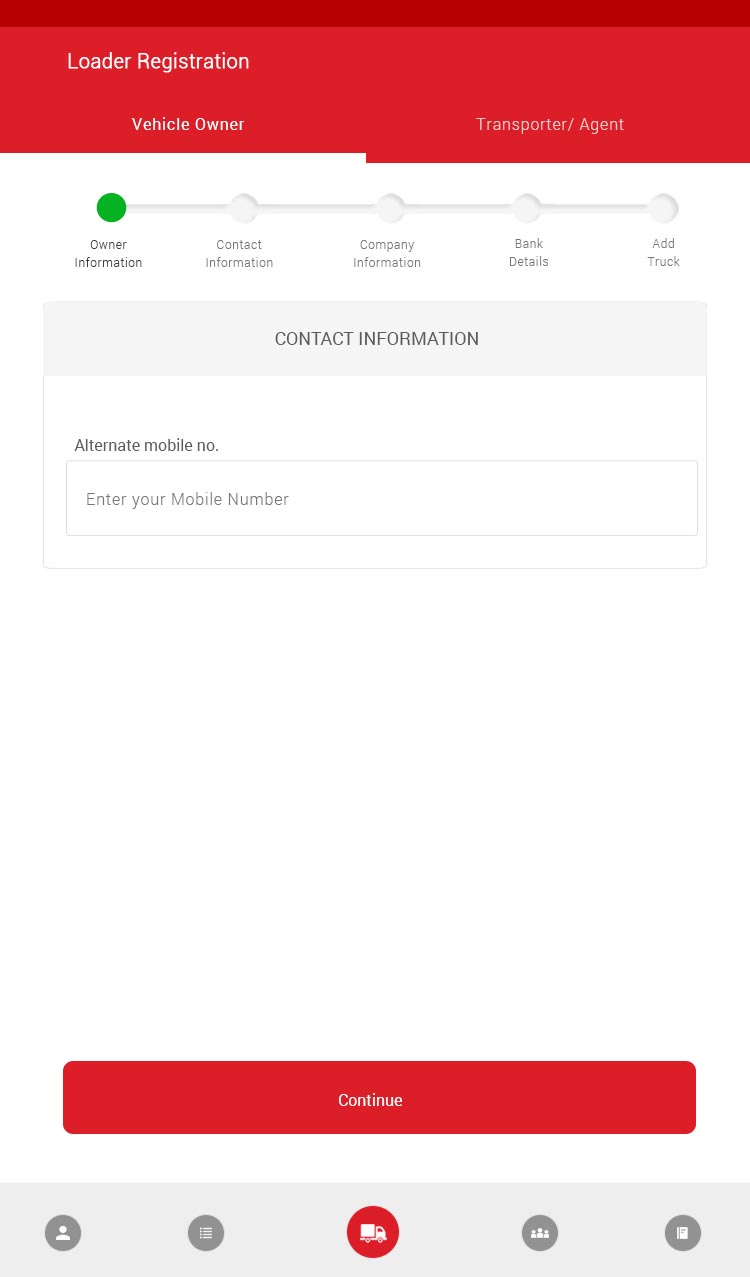 Loader Registration
Vehicle Owner
Transporter/ Agent
Owner
Information
Contact
Information
Company
Information
Bank
Details
Add
Truck
CONTACT INFORMATION
Alternate mobile no.
Enter your Mobile Number
Continue